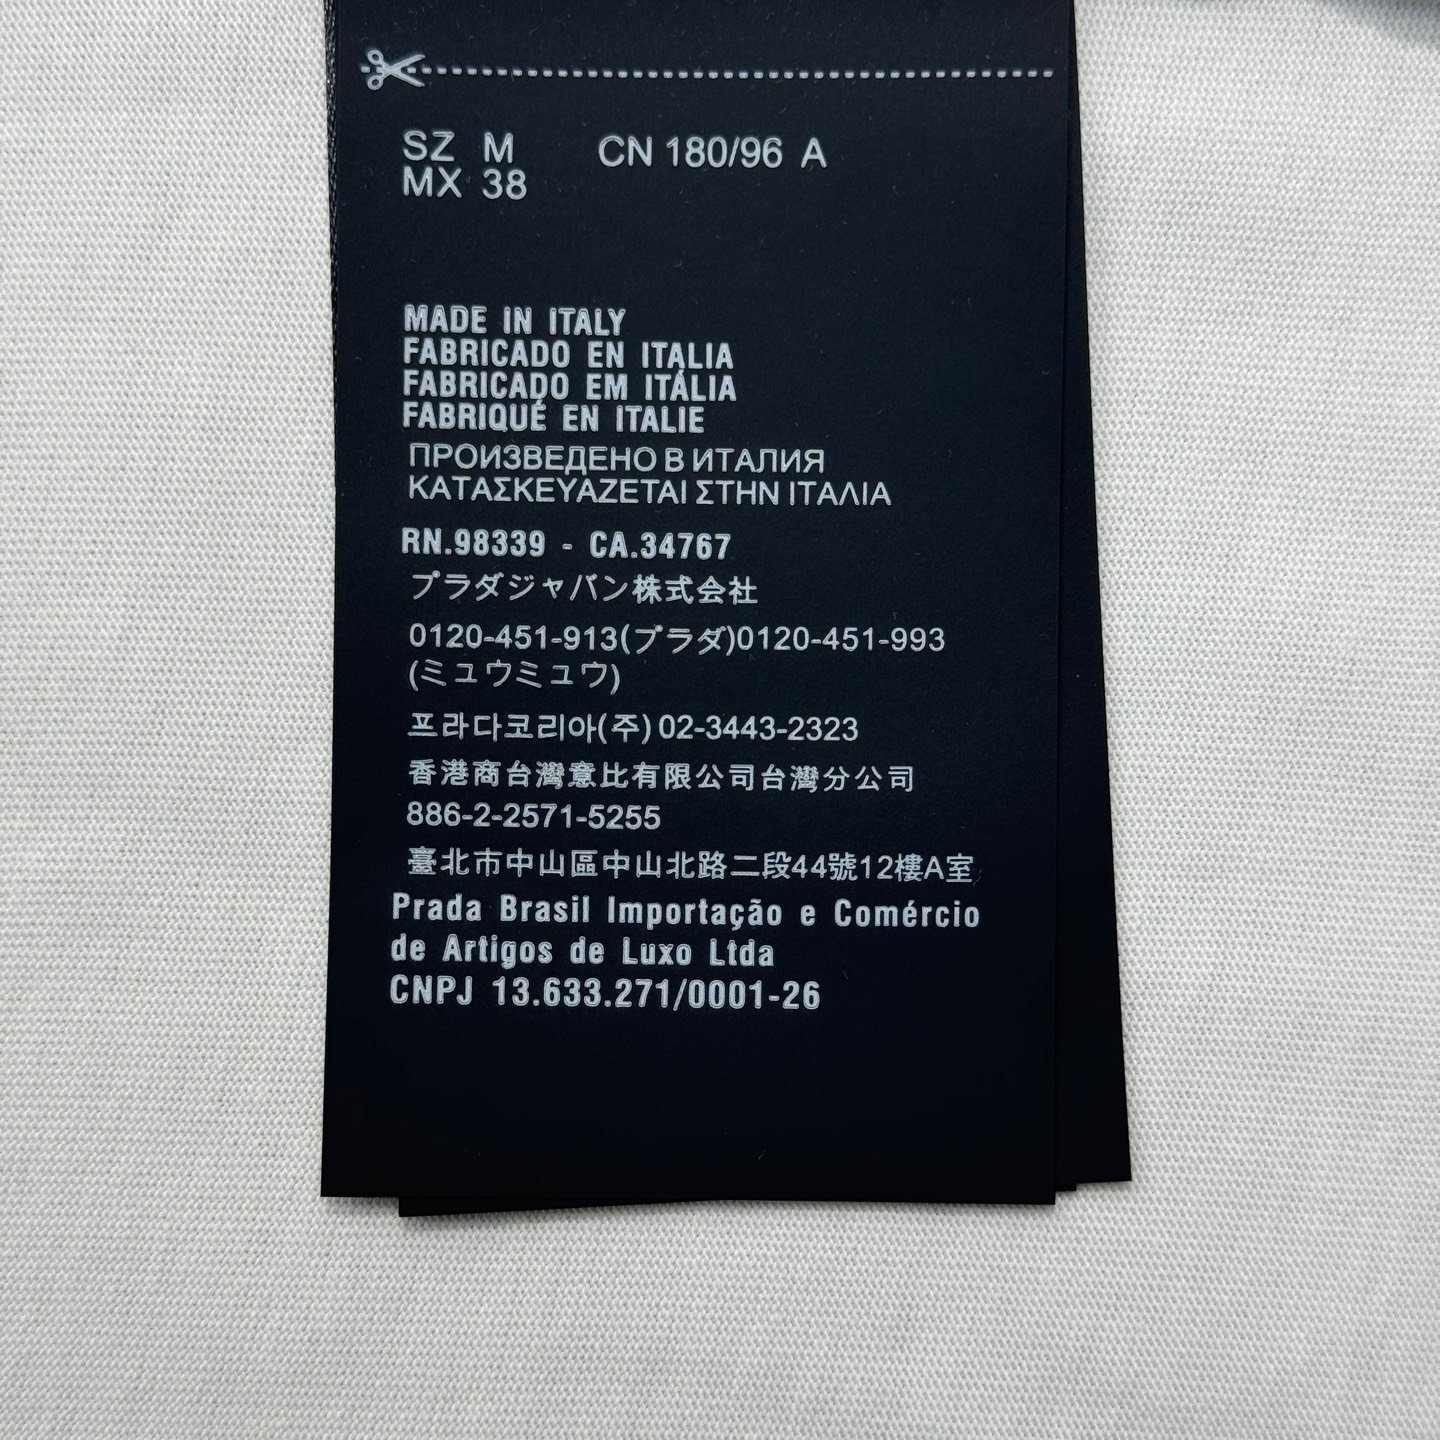 SZ M CN 180/96 A
MX 38
MADE IN ITALY
FABRICADO EN ITALIA
FABRICADO EM ITÁLIA
FABRIQUÉ EN ITALIE
ПРОИЗВЕДЕНО В ИТАЛИЯ
ΚΑΤΑΣΚΕΥΑΖΕΤΑΙ ΣΤΗΝ ΙΤΑΛΙΑ
RN.98339 - CA.34767
プラダジャパン株式会社
0120-451-913(プラダ)0120-451-993
(ミュウミュウ)
프라다코리아(주) 02-3443-2323
香港商台灣意比有限公司台灣分公司
886-2-2571-5255
臺北市中山區中山北路二段44號12樓A室
Prada Brasil Importação e Comércio
de Artigos de Luxo Ltda
CNPJ 13.633.271/0001-26